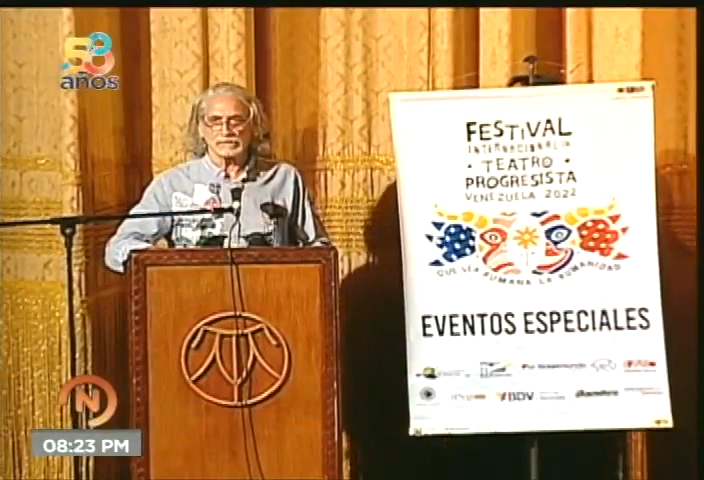 58
años
FESTIVAL
INTERNACIONAL DE
• TEATRO •
PROGRESISTA
VENEZUELA 2022
QUE SEA HUMANA LA HUMANIDAD
EVENTOS ESPECIALES
BDV
N
08:23 PM